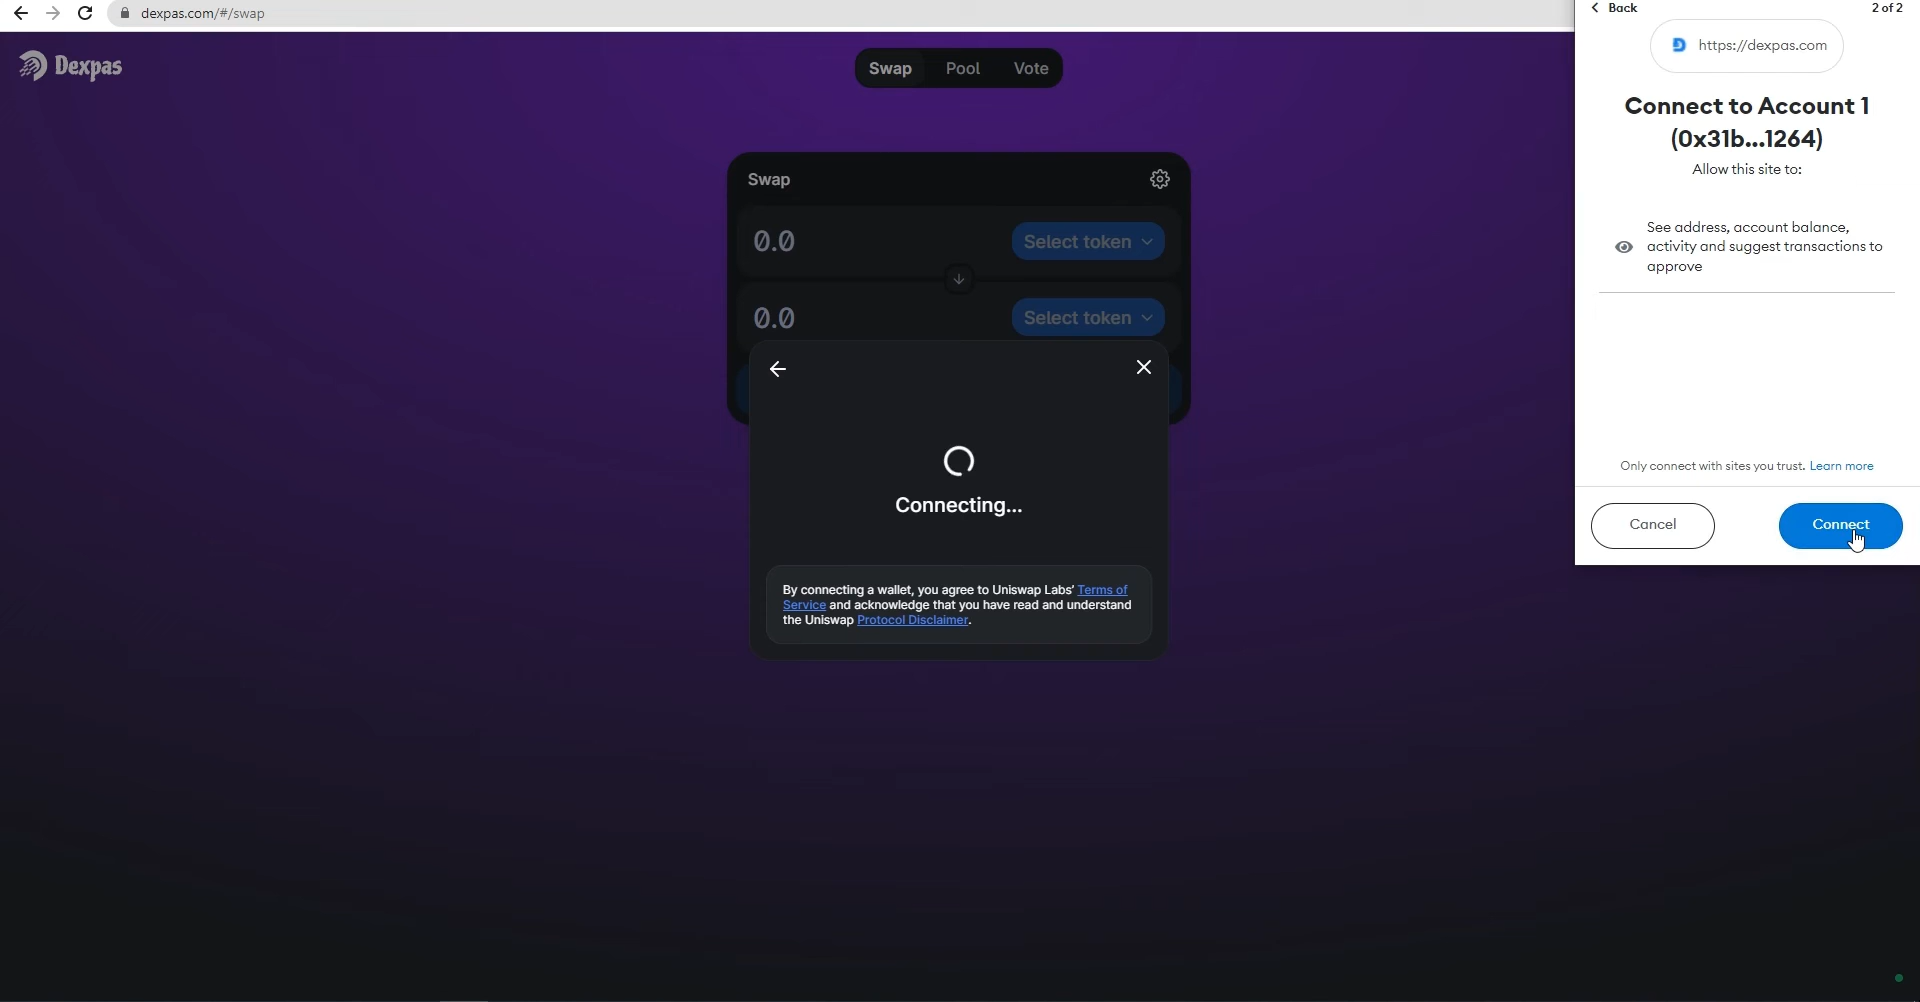 dexpas.com/#/swap
Dexpas
Swap
Pool
Vote
Swap
0.0
Select token
0.0
Select token
Connecting...
By connecting a wallet, you agree to Uniswap Labs’ Terms of
Service and acknowledge that you have read and understand
the Uniswap Protocol Disclaimer.
Back
2 of 2
https://dexpas.com
Connect to Account 1
(0x31b...1264)
Allow this site to:
See address, account balance,
activity and suggest transactions to
approve
Only connect with sites you trust. Learn more
Cancel
Connect